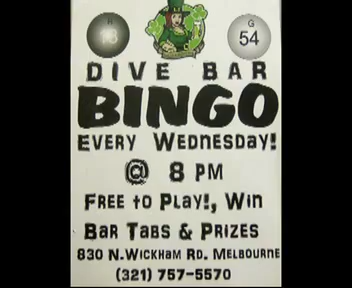 G
54
DIVE BAR
BINGO
EVERY WEDNESDAY!
@ 8 PM
FREE TO PLAY!, WIN
BAR TABS & PRIZES
830 N.WICKHAM RD. MELBOURNE
(321) 757-5570